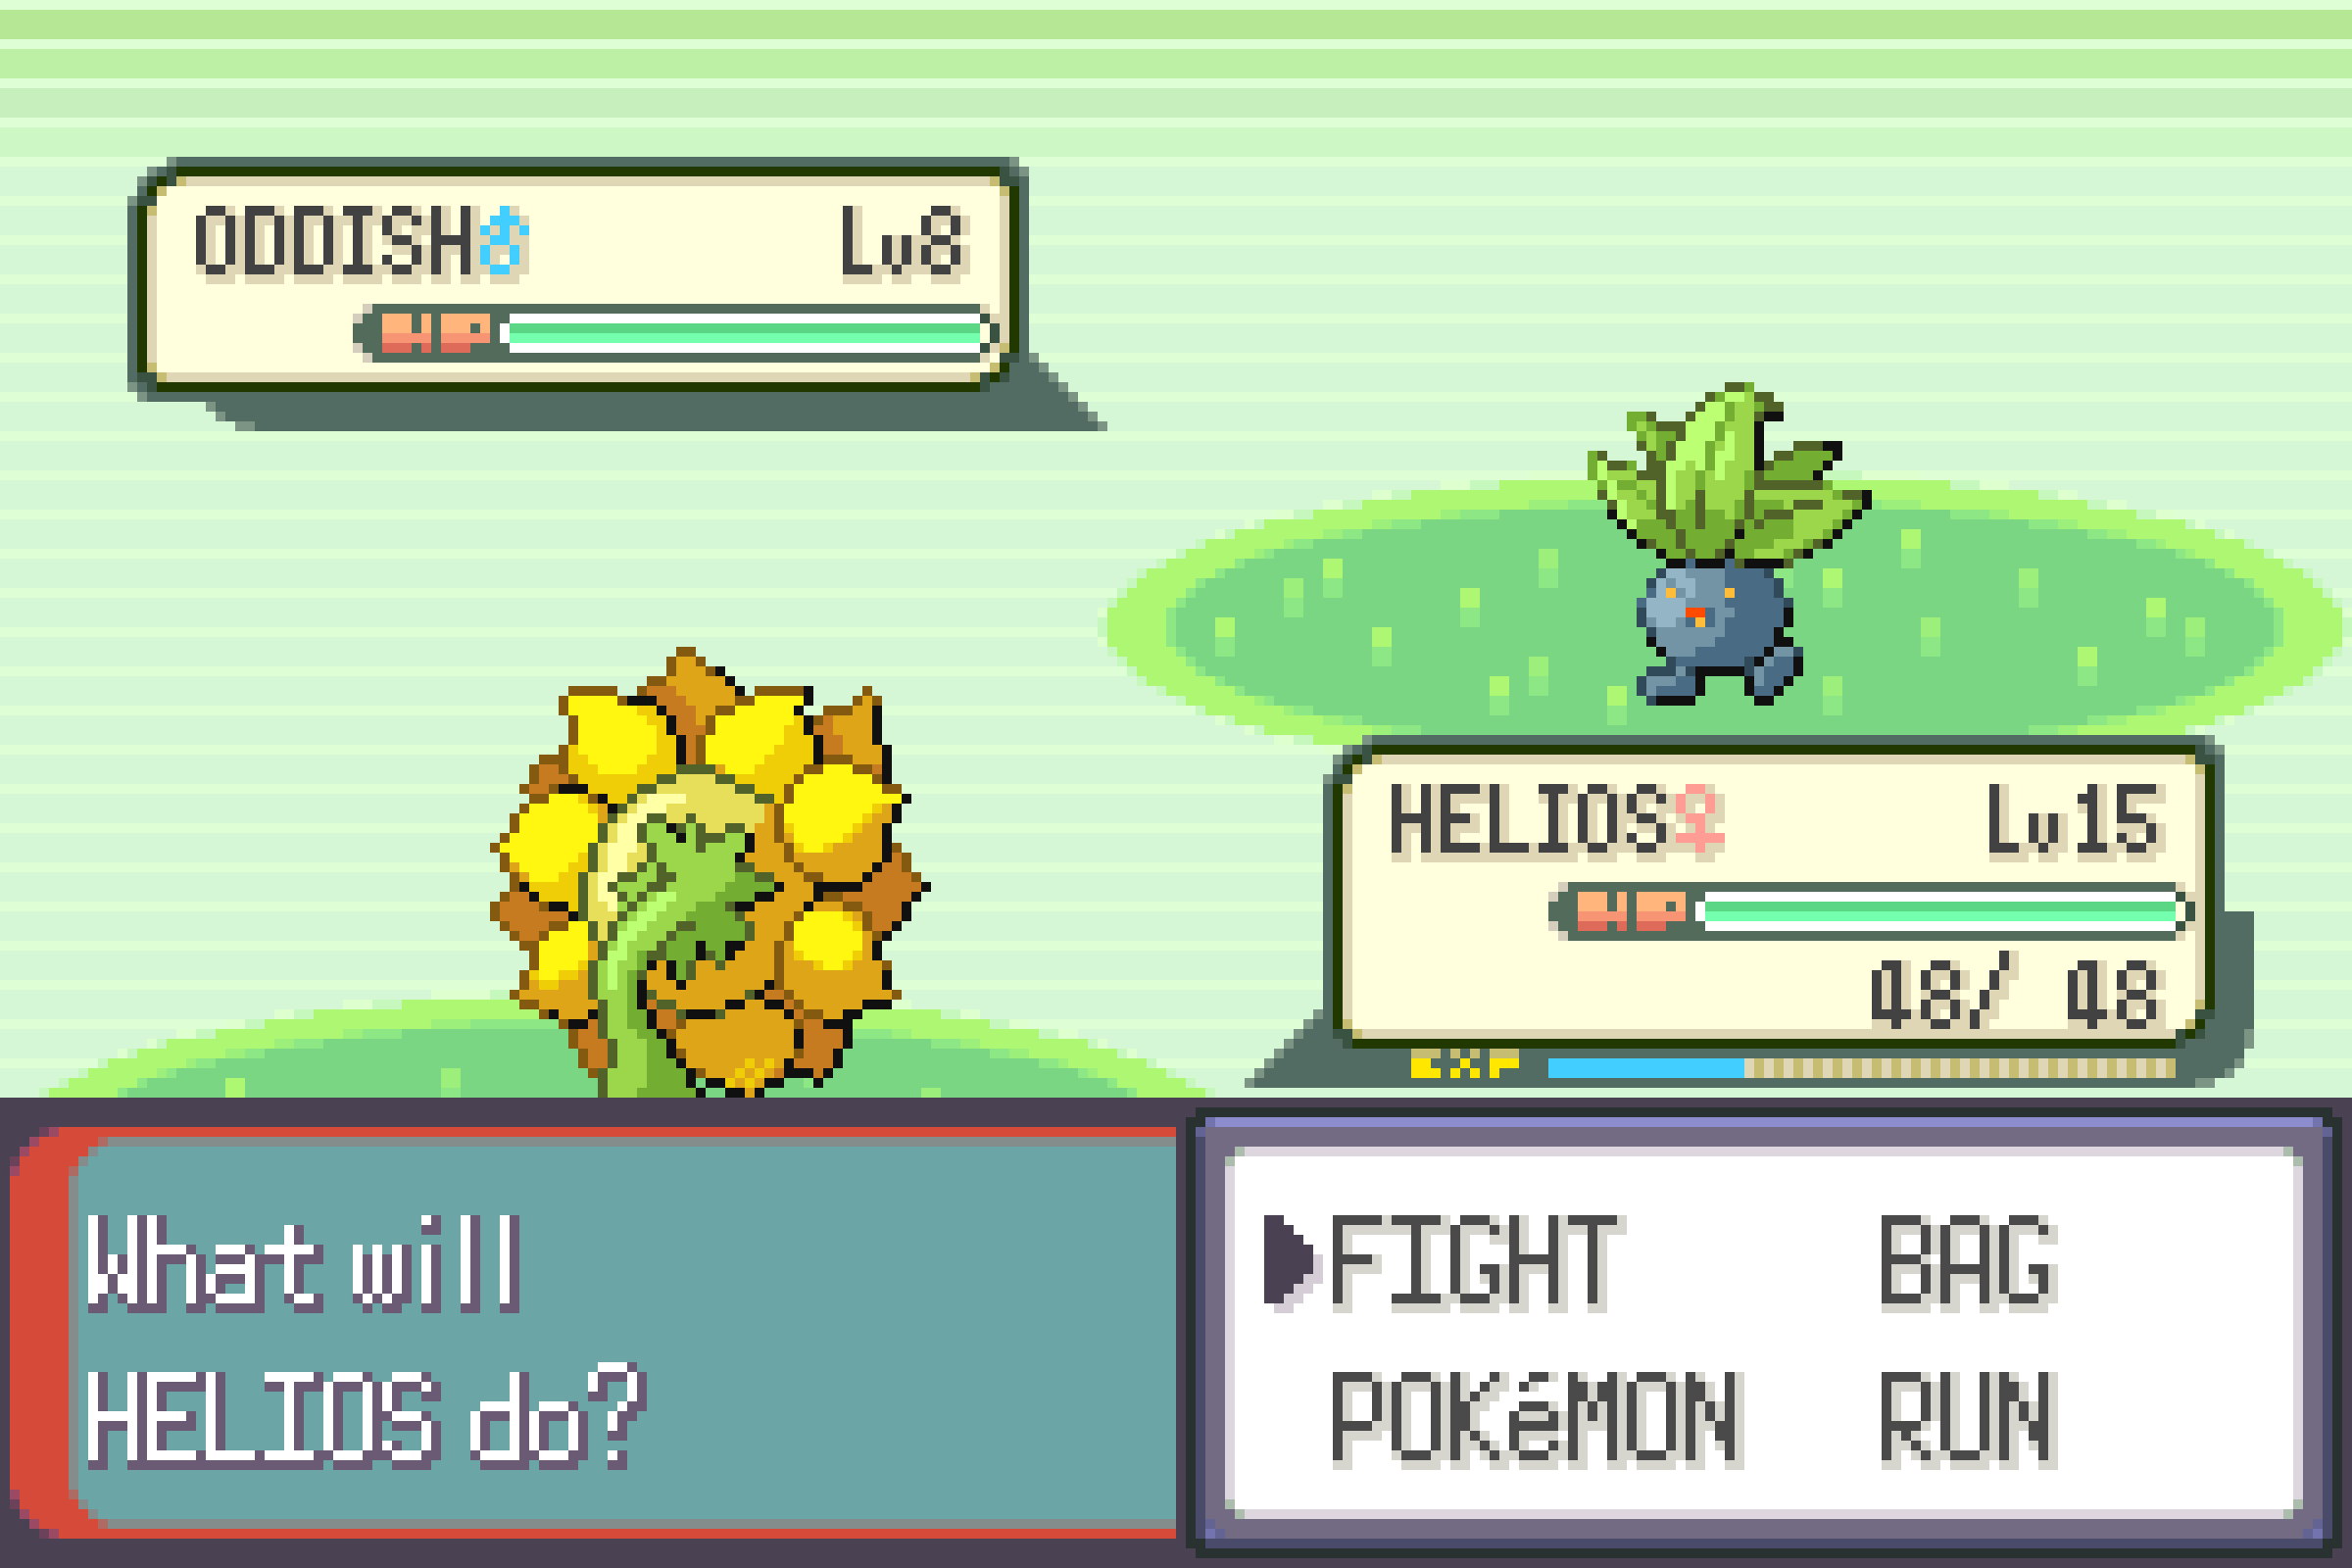 ODDISH♂ Lv8
HP
HELIOS♀ Lv15
HP
48/ 48
EXP
What will
HELIOS do?
▶FIGHT BAG
POKéMON RUN